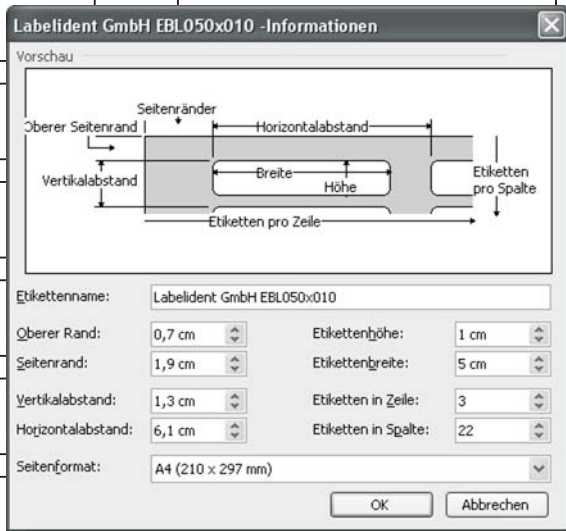 Labelident GmbH EBL050x010 -Informationen
Vorschau
Seitenränder
Oberer Seitenrand
Horizontalabstand
Vertikalabstand
Breite
Höhe
Etiketten
pro Spalte
Etiketten pro Zeile
Etikettenname: Labelident GmbH EBL050x010
Oberer Rand: 0,7 cm Etikettenhöhe: 1 cm
Seitenrand: 1,9 cm Etikettenbreite: 5 cm
Vertikalabstand: 1,3 cm Etiketten in Zeile: 3
Horizontalabstand: 6,1 cm Etiketten in Spalte: 22
Seitenformat: A4 (210 x 297 mm)
OK Abbrechen